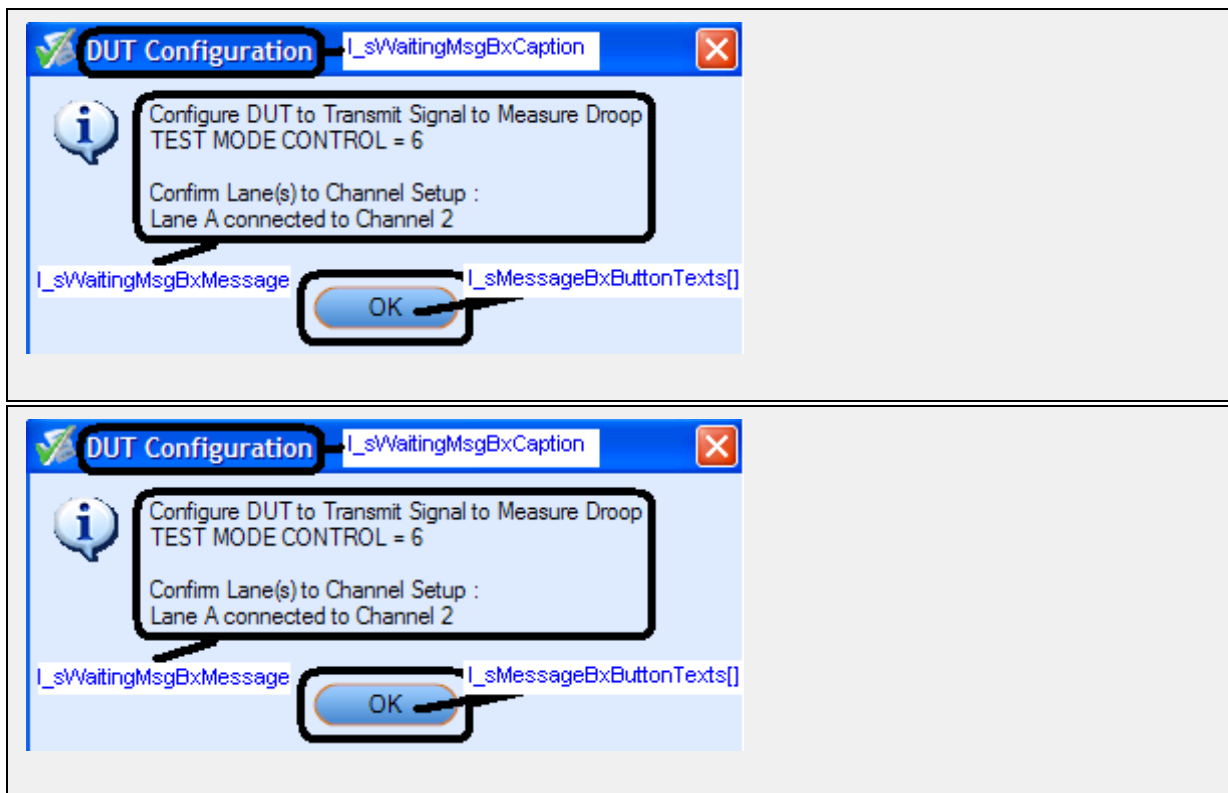 DUT Configuration l_sWaitingMsgBxCaption
Configure DUT to Transmit Signal to Measure Droop
TEST MODE CONTROL = 6
Confirm Lane(s) to Channel Setup :
Lane A connected to Channel 2
l_sWaitingMsgBxMessage l_sMessageBxButtonTexts[]
OK
DUT Configuration l_sWaitingMsgBxCaption
Configure DUT to Transmit Signal to Measure Droop
TEST MODE CONTROL = 6
Confirm Lane(s) to Channel Setup :
Lane A connected to Channel 2
l_sWaitingMsgBxMessage l_sMessageBxButtonTexts[]
OK